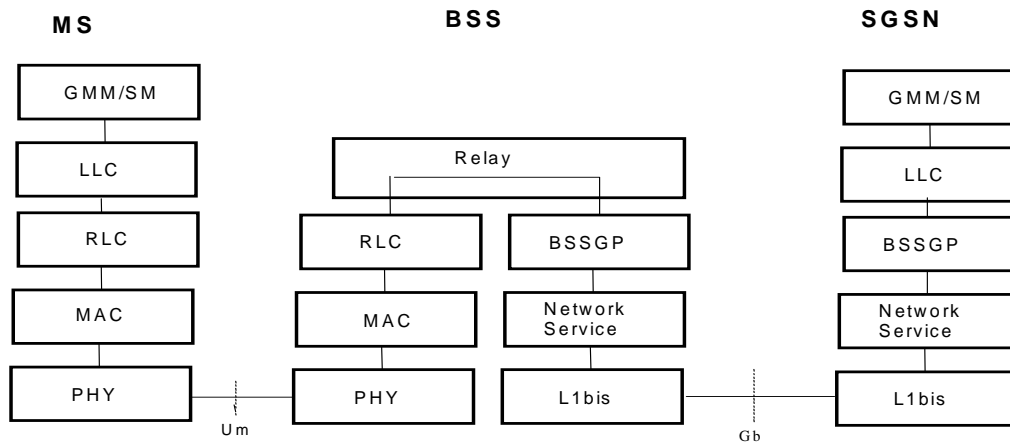 MS
BSS
SGSN
GMM/SM
GMM/SM
Relay
LLC
LLC
RLC
RLC
BSSGP
BSSGP
MAC
MAC
Network
Service
Network
Service
PHY
PHY
L1bis
L1bis
Um
Gb